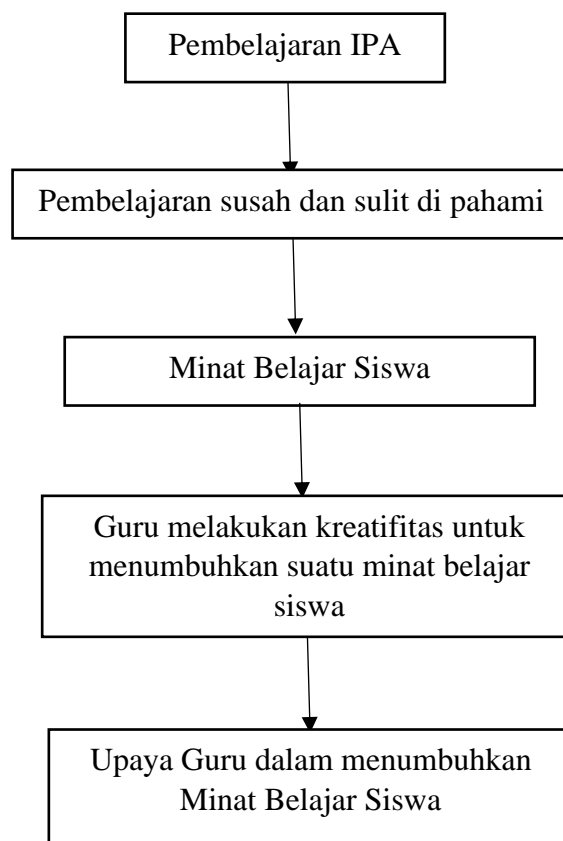 Pembelajaran IPA
Pembelajaran susah dan sulit di pahami
Minat Belajar Siswa
Guru melakukan kreatifitas untuk
menumbuhkan suatu minat belajar
siswa
Upaya Guru dalam menumbuhkan
Minat Belajar Siswa